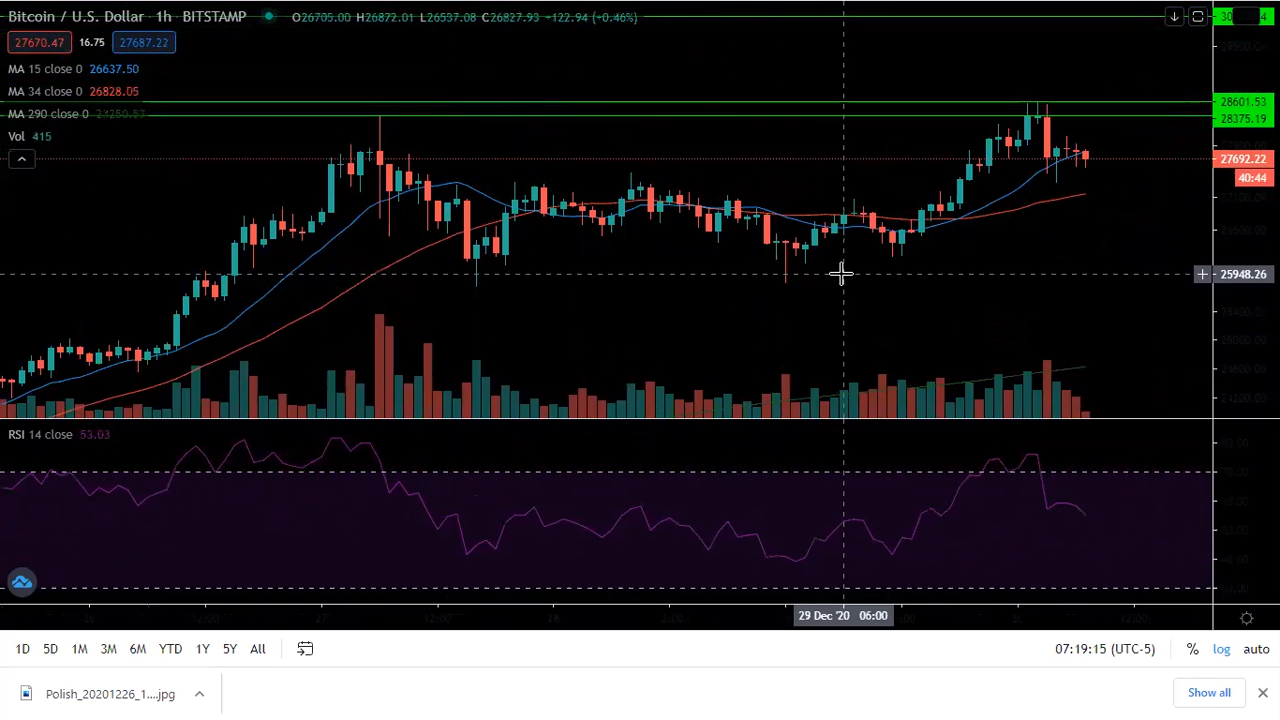 Bitcoin / U.S. Dollar · 1h · BITSTAMP O26705.00 H26872.01 L26537.08 C26827.93 +122.94 (+0.46%)
27670.47 16.75 27687.22
MA 15 close 0 26637.50
MA 34 close 0 26828.05
28601.53
MA 290 close 0
28375.19
Vol 415
27692.22
40:44
25948.26
RSI 14 close 53.03
29 Dec '20 06:00
1D 5D 1M 3M 6M YTD 1Y 5Y All 07:19:15 (UTC-5) % log auto
Polish_20201226_1....jpg Show all